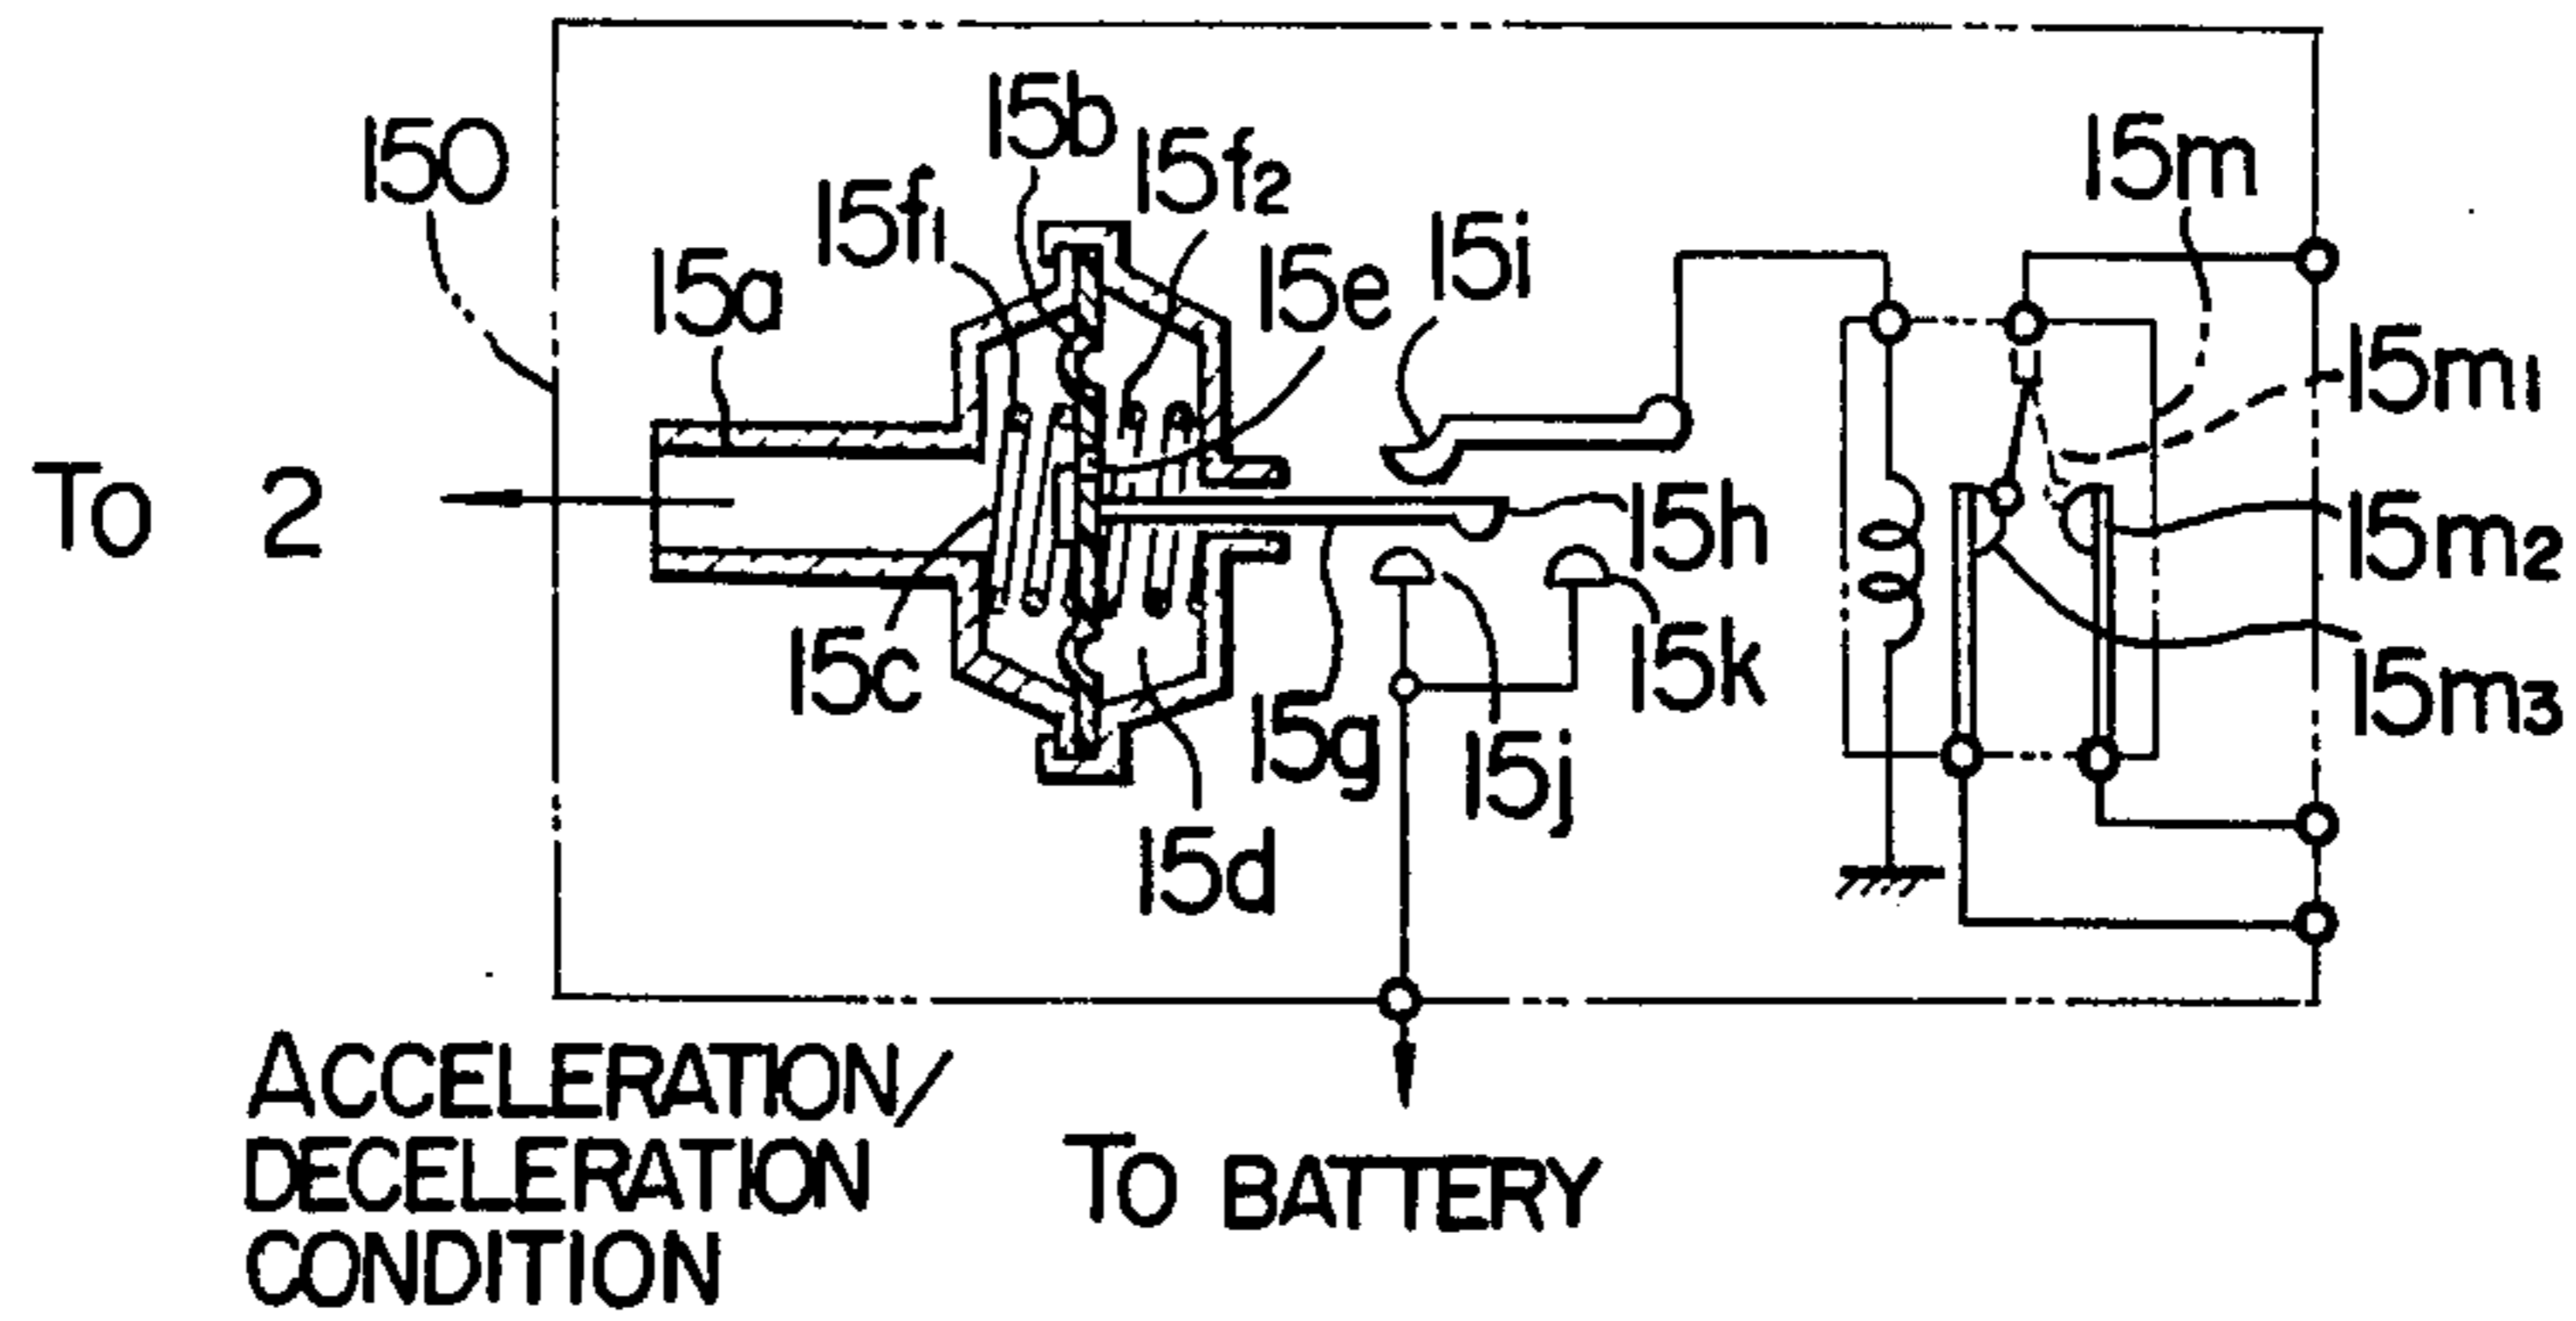 150
15b
15f1
15f2
15a
15e
15i
15m
15m1
To 2
15h
15m2
15c
15g
15j
15k
15m3
15d
ACCELERATION/
DECELERATION
CONDITION
To BATTERY